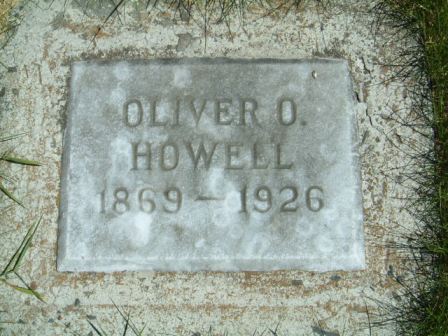 OLIVER O.
HOWELL
1869 — 1926